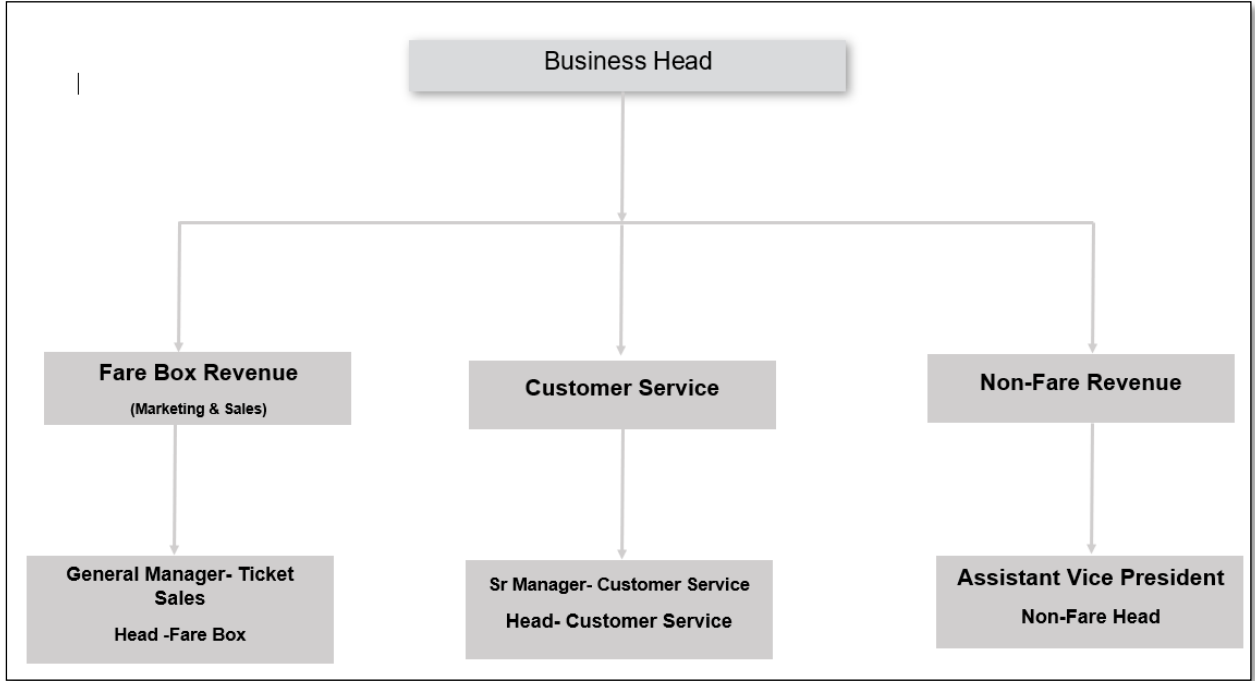 Business Head
Fare Box Revenue
(Marketing & Sales)
Customer Service
Non-Fare Revenue
General Manager- Ticket
Sales
Head -Fare Box
Sr Manager- Customer Service
Head- Customer Service
Assistant Vice President
Non-Fare Head